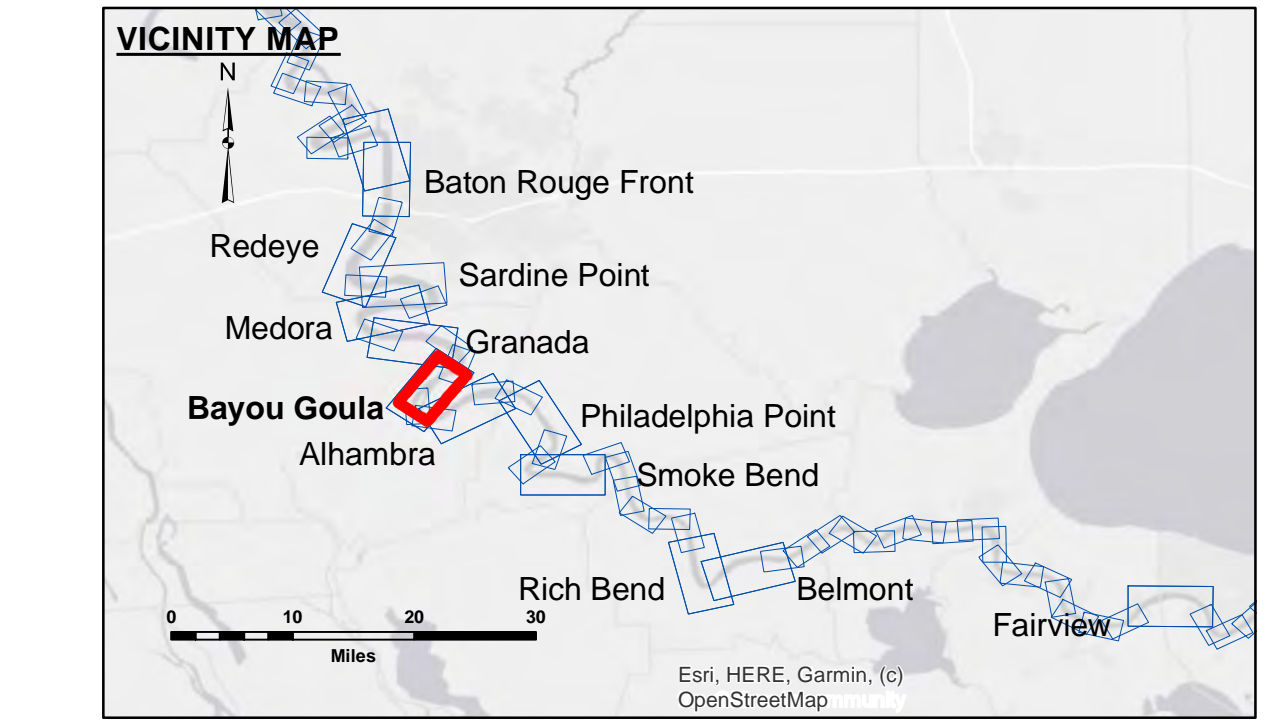 VICINITY MAP
N
Baton Rouge Front
Redeye
Sardine Point
Medora
Granada
Bayou Goula
Philadelphia Point
Alhambra
Smoke Bend
Rich Bend
Belmont
Fairview
0 10 20 30
Miles
Esri, HERE, Garmin, (c)
OpenStreetMap munity